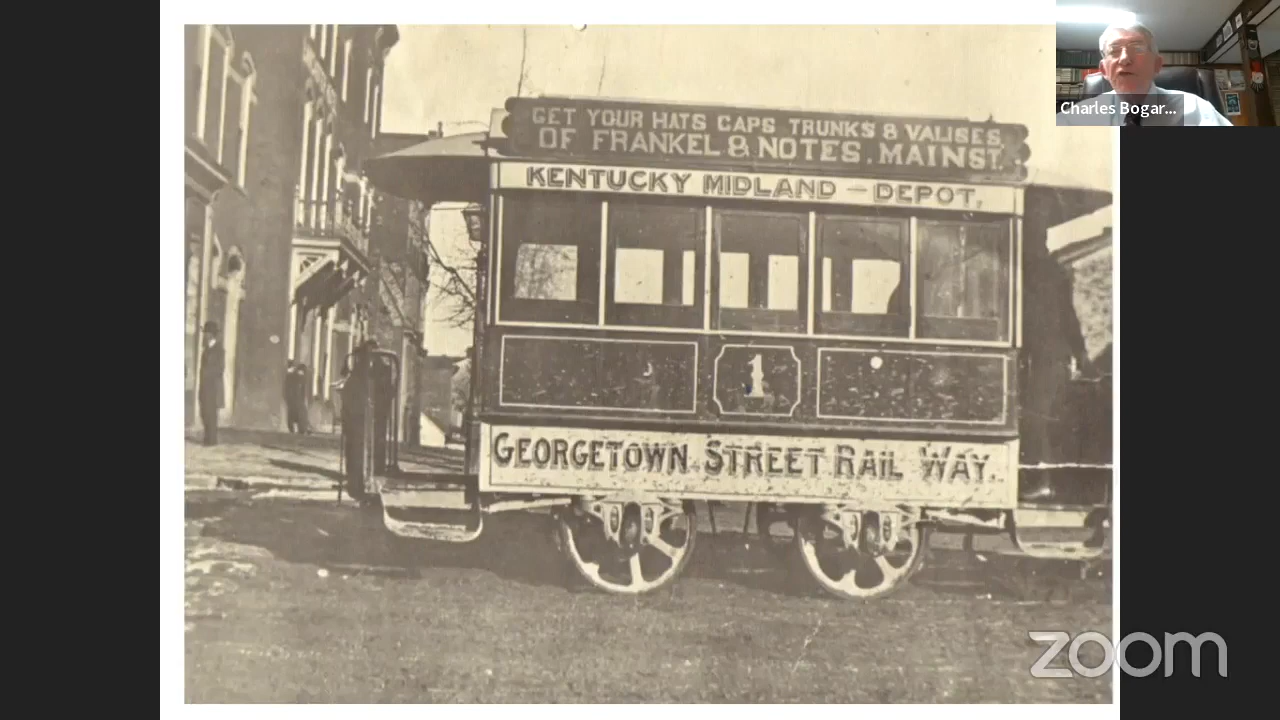 GET YOUR HATS CAPS TRUNKS & VALISES.
OF FRANKEL & NOTES. MAIN ST.
KENTUCKY MIDLAND - DEPOT.
1
GEORGETOWN STREET RAIL WAY.
Charles Bogar...
zoom